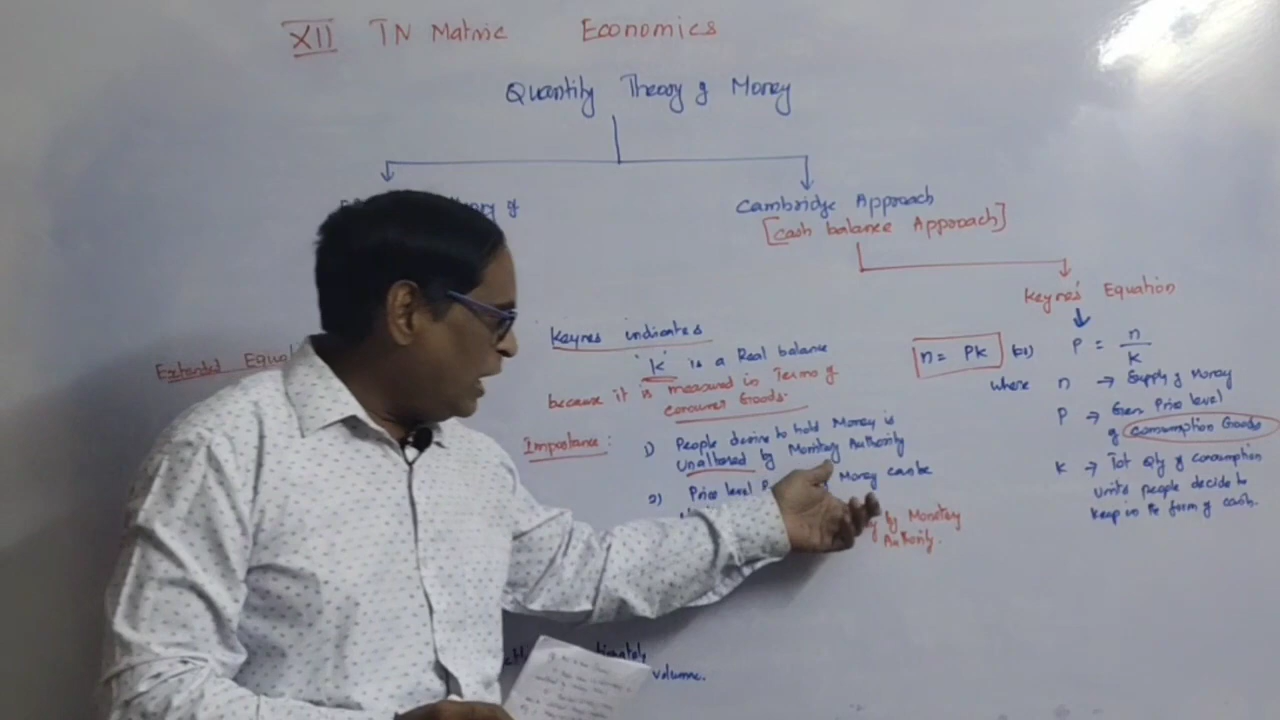 XII TN Matric Economics
Quantity Theory of Money
Cambridge Approach
[Cash balance Approach]
Keynes' Equation
Extended
Keynes indicates
'k' is a Real balance
because it is measured in Terms of
consumer Goods.
n = Pk (or) P = n/k
where n → Supply of Money
P → Gen Price level
of Consumption Goods
K → Tot Qty of consumption
units people decide to
keep in the form of cash.
Importance:
1) People desire to hold Money is
unaltered by Monetary Authority
2) Price level
Money can be
by Monetary
Authority.
volume.